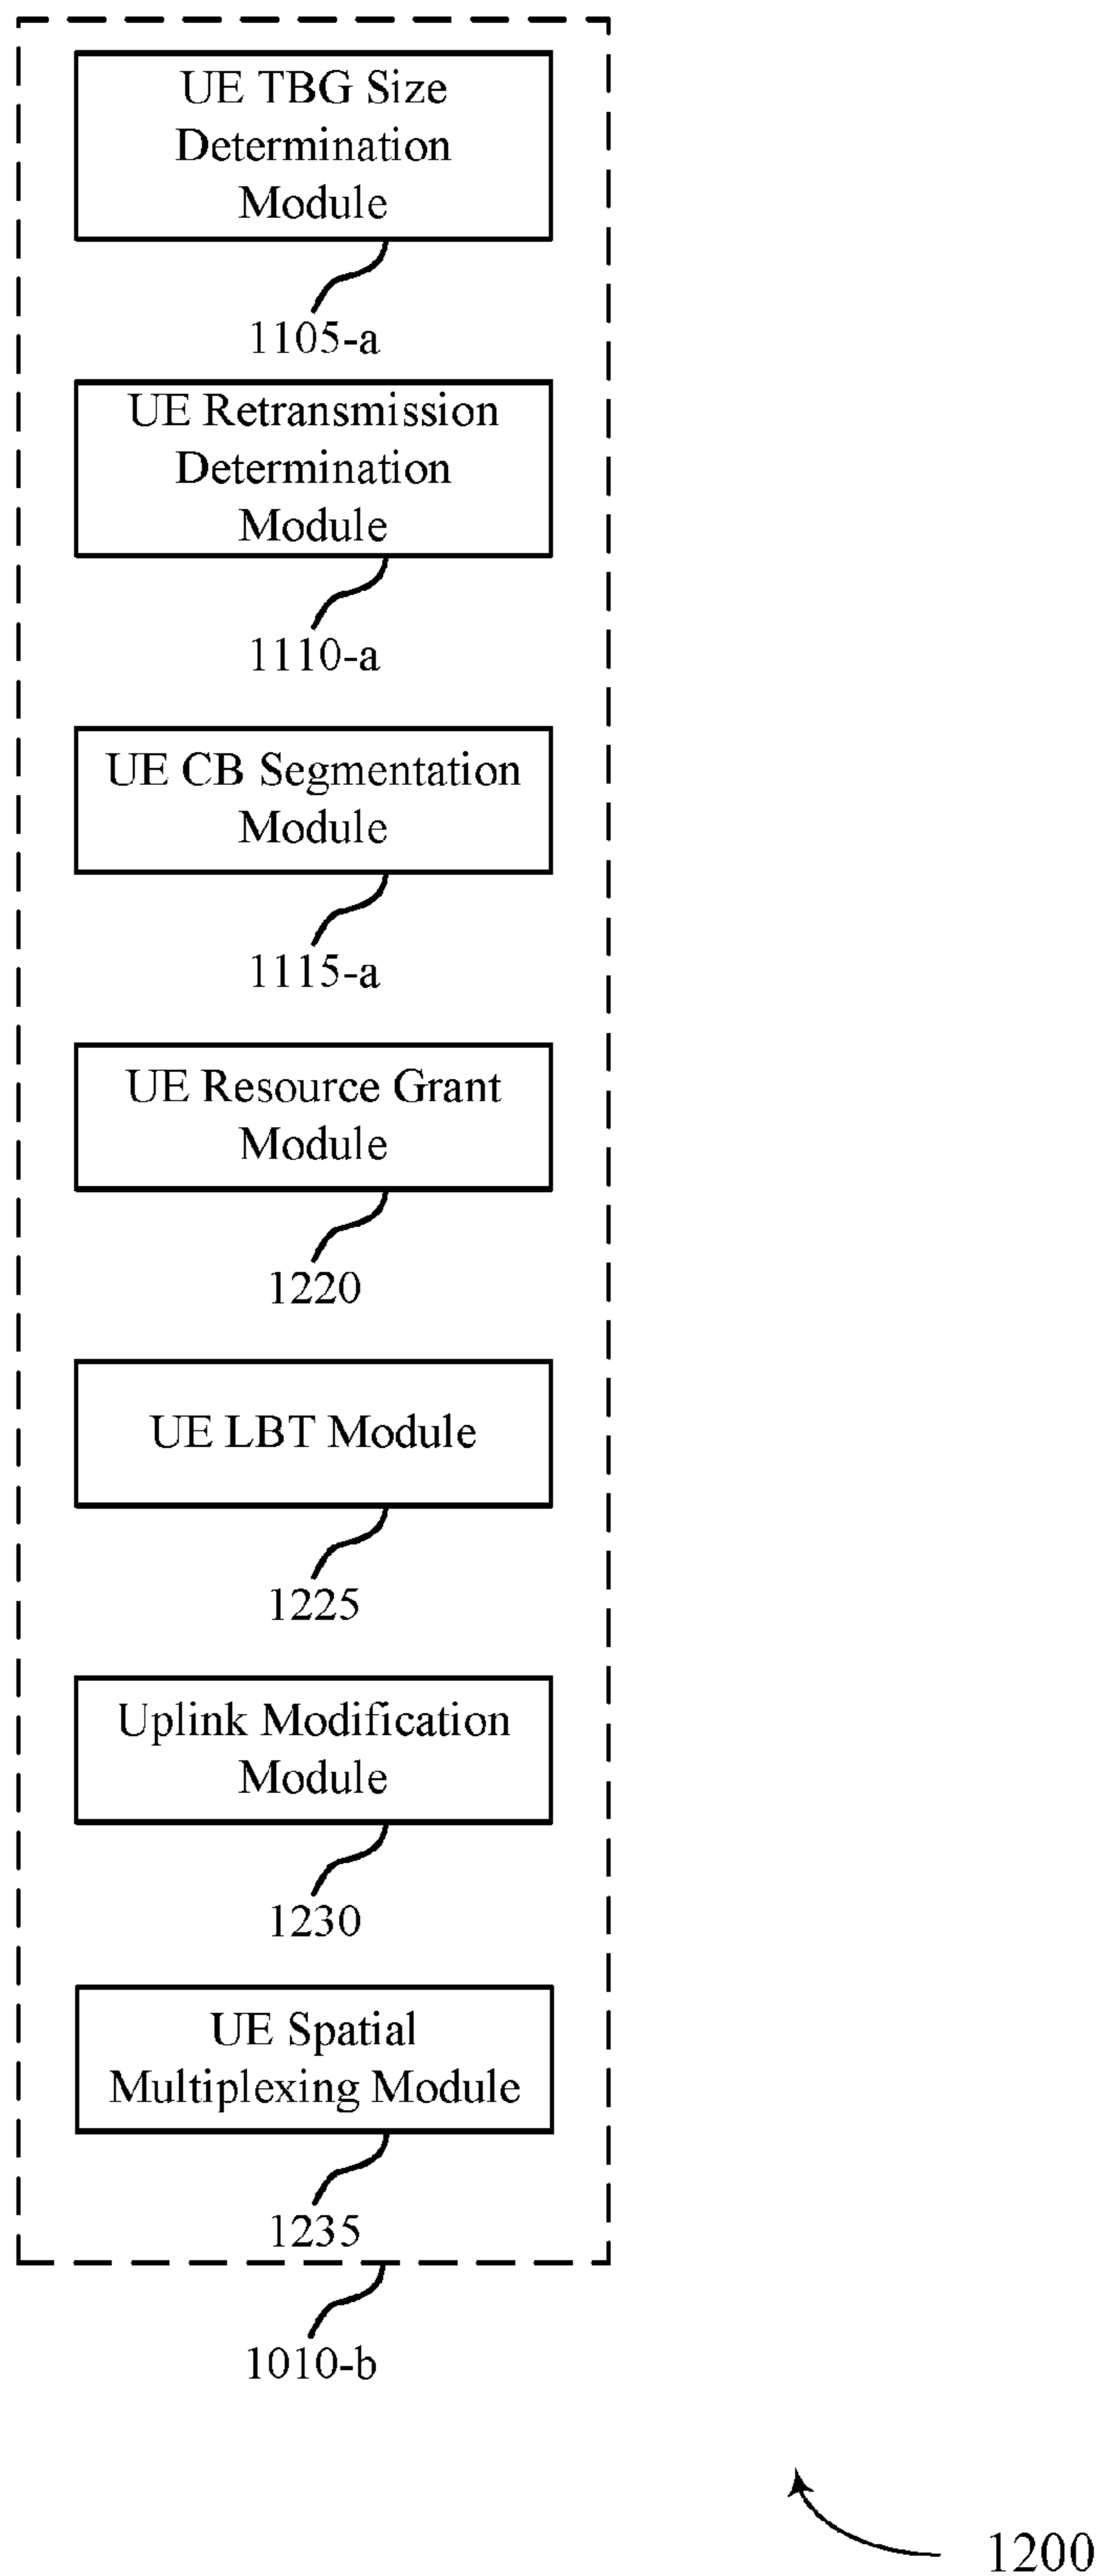 UE TBG Size
Determination
Module
1105-a
UE Retransmission
Determination
Module
1110-a
UE CB Segmentation
Module
1115-a
UE Resource Grant
Module
1220
UE LBT Module
1225
Uplink Modification
Module
1230
UE Spatial
Multiplexing Module
1235
1010-b
1200